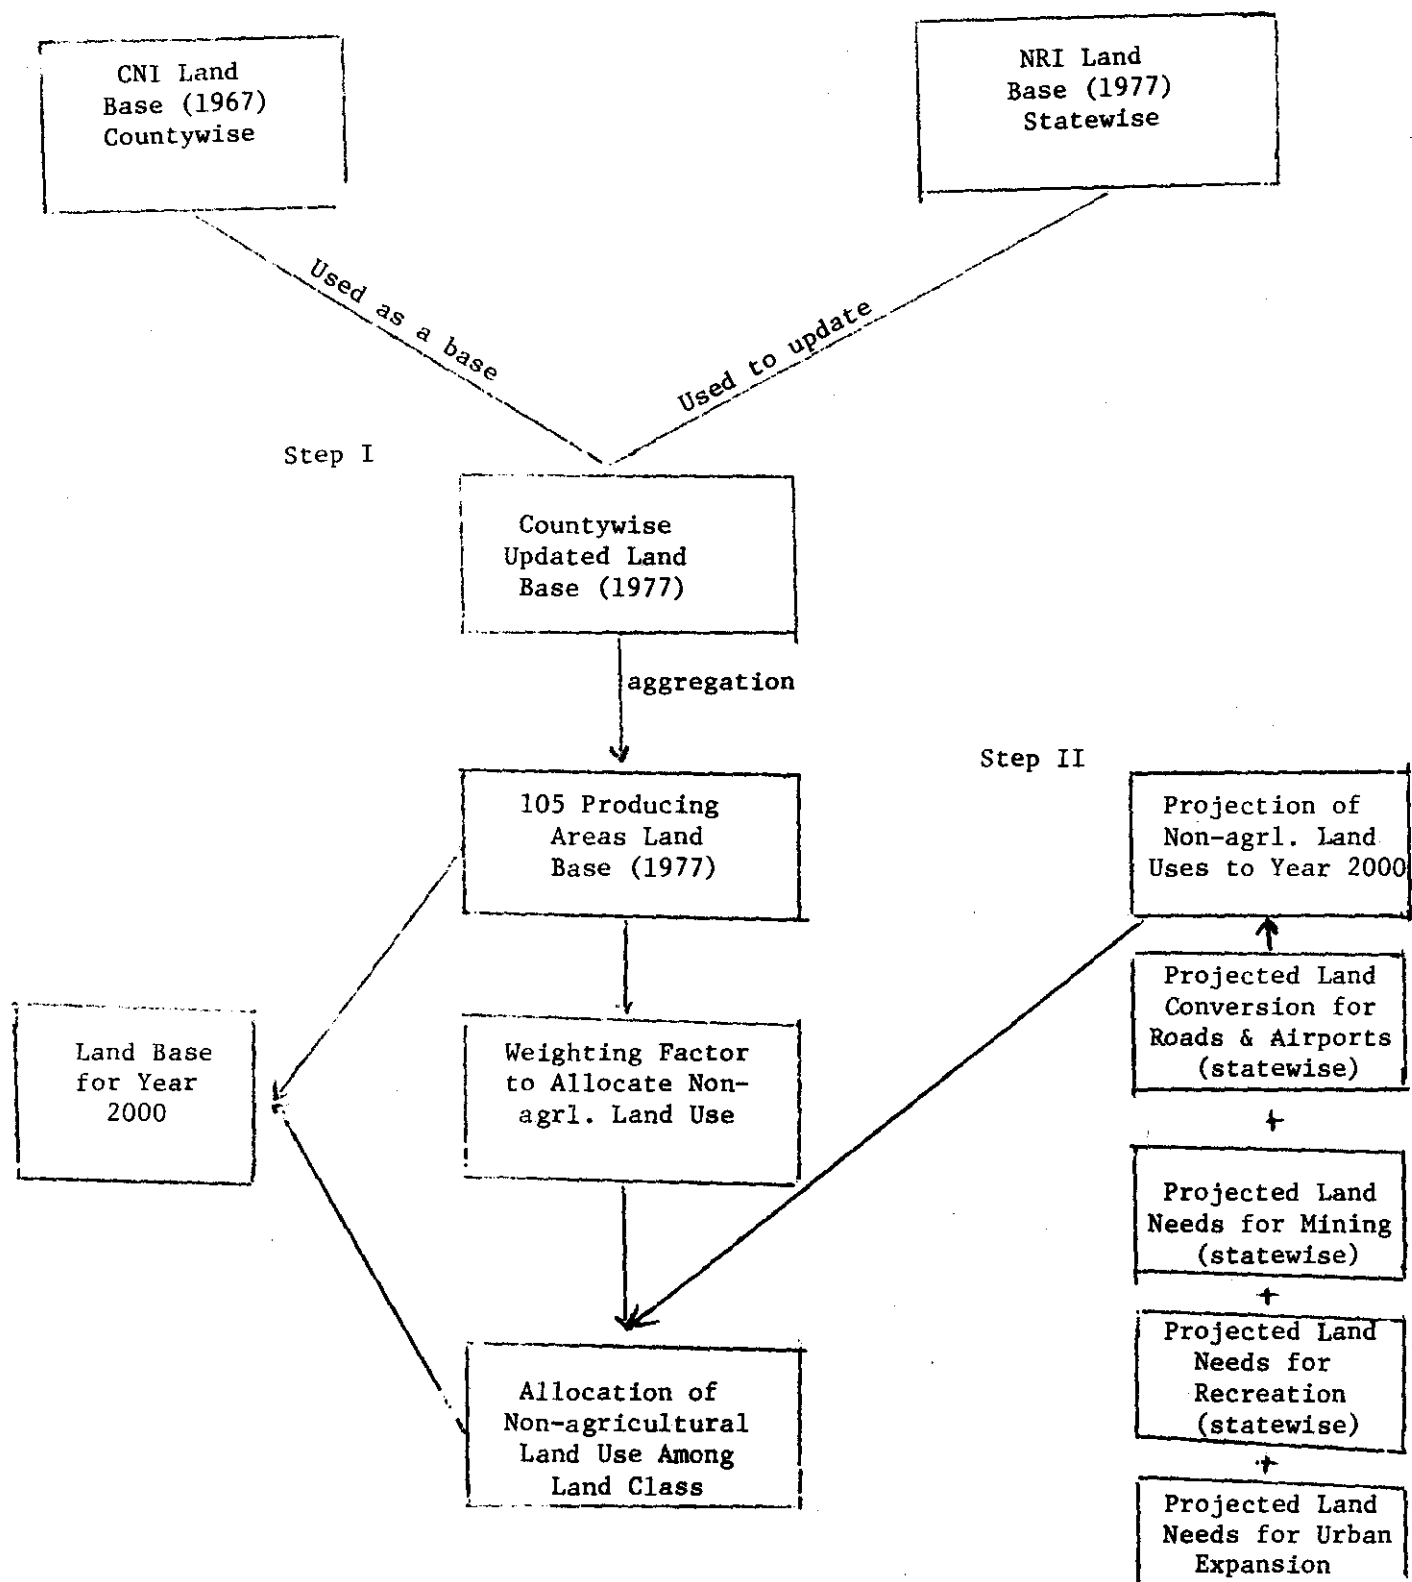 CNI Land
Base (1967)
Countywise
NRI Land
Base (1977)
Statewise
Used as a base
Used to update
Step I
Countywise
Updated Land
Base (1977)
aggregation
Step II
105 Producing
Areas Land
Base (1977)
Projection of
Non-agrl. Land
Uses to Year 2000
Projected Land
Conversion for
Roads & Airports
(statewise)
+
Land Base
for Year
2000
Weighting Factor
to Allocate Non-
agrl. Land Use
Projected Land
Needs for Mining
(statewise)
+
Projected Land
Needs for
Recreation
(statewise)
+
Allocation of
Non-agricultural
Land Use Among
Land Class
Projected Land
Needs for Urban
Expansion